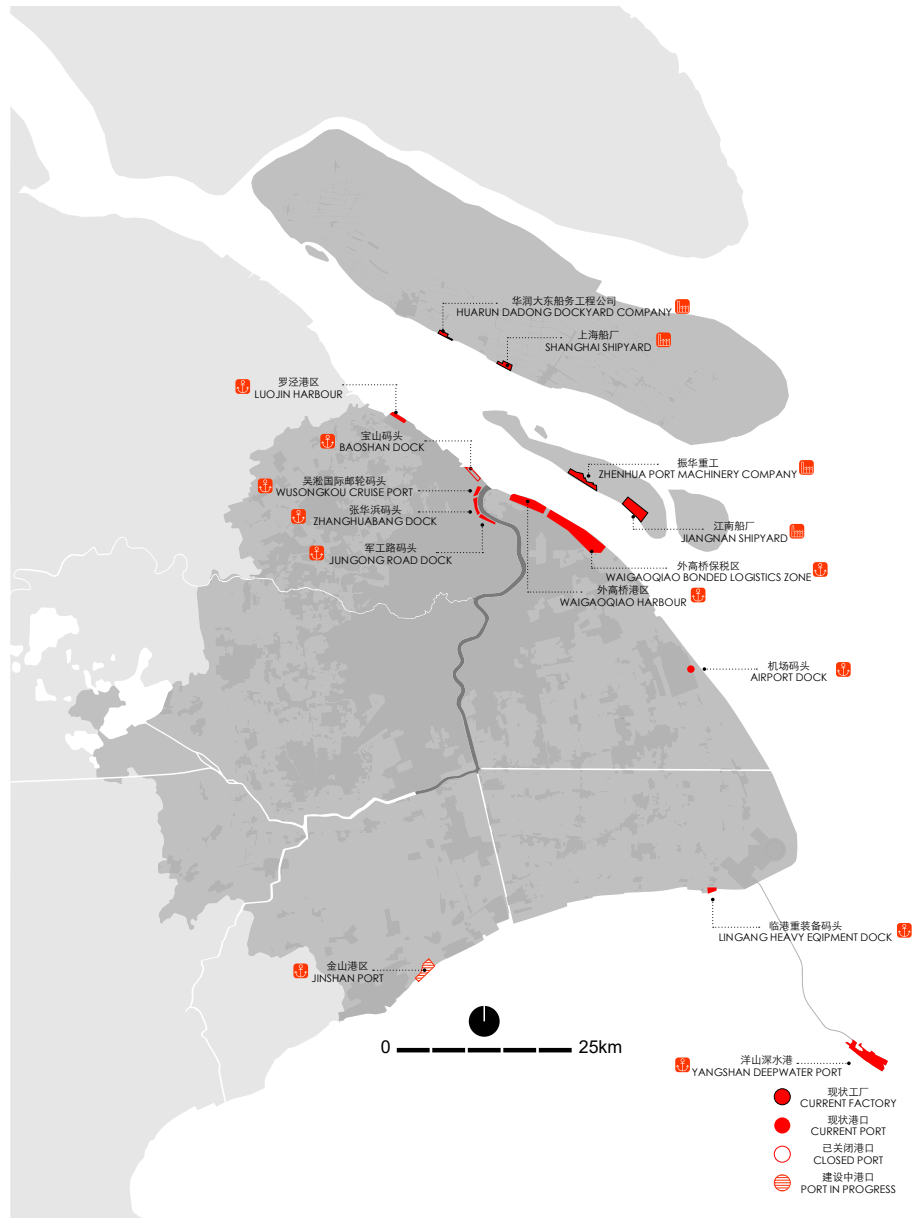 华润大东船务工程公司
HUARUN DADONG DOCKYARD COMPANY
上海船厂
SHANGHAI SHIPYARD
罗泾港区
LUOJIN HARBOUR
宝山码头
BAOSHAN DOCK
振华重工
ZHENHUA PORT MACHINERY COMPANY
吴淞国际邮轮码头
WUSONGKOU CRUISE PORT
张华浜码头
ZHANGHUABANG DOCK
江南船厂
JIANGNAN SHIPYARD
军工路码头
JUNGONG ROAD DOCK
外高桥保税区
WAIGAOQIAO BONDED LOGISTICS ZONE
外高桥港区
WAIGAOQIAO HARBOUR
机场码头
AIRPORT DOCK
临港重装备码头
LINGANG HEAVY EQIPMENT DOCK
金山港区
JINSHAN PORT
0 25km
洋山深水港
YANGSHAN DEEPWATER PORT
现状工厂
CURRENT FACTORY
现状港口
CURRENT PORT
已关闭港口
CLOSED PORT
建设中港口
PORT IN PROGRESS